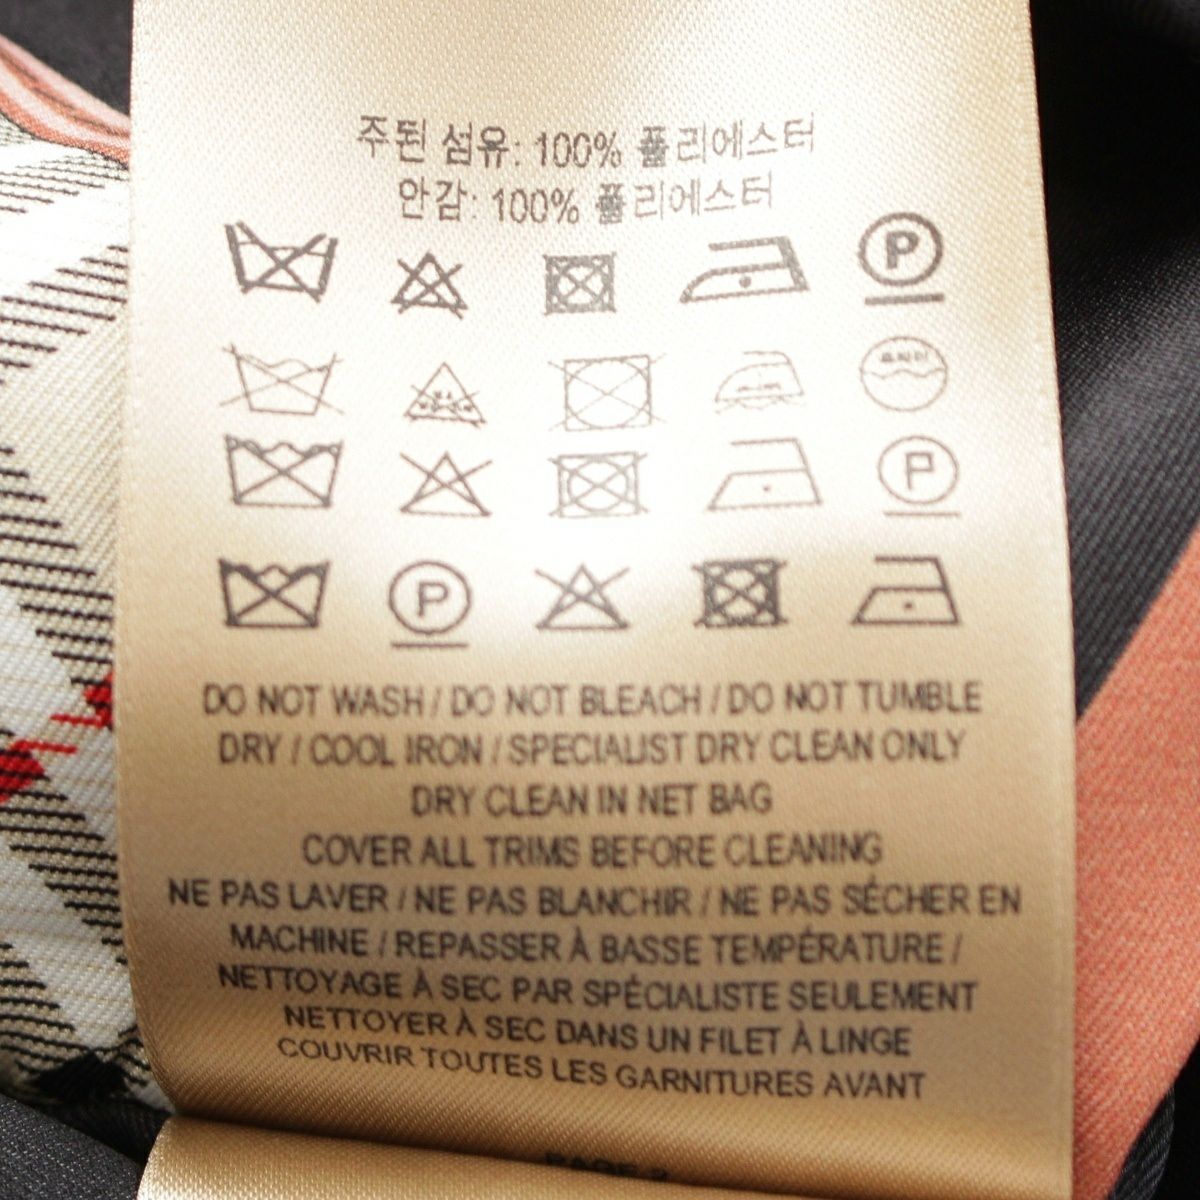 주된 섬유: 100% 폴리에스터
안감: 100% 폴리에스터
P
P
P
DO NOT WASH / DO NOT BLEACH / DO NOT TUMBLE
DRY / COOL IRON / SPECIALIST DRY CLEAN ONLY
DRY CLEAN IN NET BAG
COVER ALL TRIMS BEFORE CLEANING
NE PAS LAVER / NE PAS BLANCHIR / NE PAS SÉCHER EN
MACHINE / REPASSER À BASSE TEMPÉRATURE /
NETTOYAGE À SEC PAR SPÉCIALISTE SEULEMENT
NETTOYER À SEC DANS UN FILET À LINGE
COUVRIR TOUTES LES GARNITURES AVANT